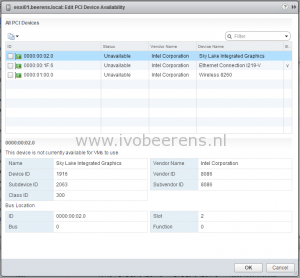 esxi01.beerens.local: Edit PCI Device Availability
All PCI Devices
Filter
ID Status Vendor Name Device Name
0000:00:02.0 Unavailable Intel Corporation Sky Lake Integrated Graphics
0000:00:1F.6 Unavailable Intel Corporation Ethernet Connection I219-V v
0000:01:00.0 Unavailable Intel Corporation Wireless 8260
www.ivobeerens.nl
0000:00:02.0
This device is not currently available for VMs to use
Name Sky Lake Integrated Graphics Vendor Name Intel Corporation
Device ID 1916 Vendor ID 8086
Subdevice ID 2063 Subvendor ID 8086
Class ID 300
Bus Location
ID 0000:00:02.0 Slot 2
Bus 0 Function 0
OK Cancel